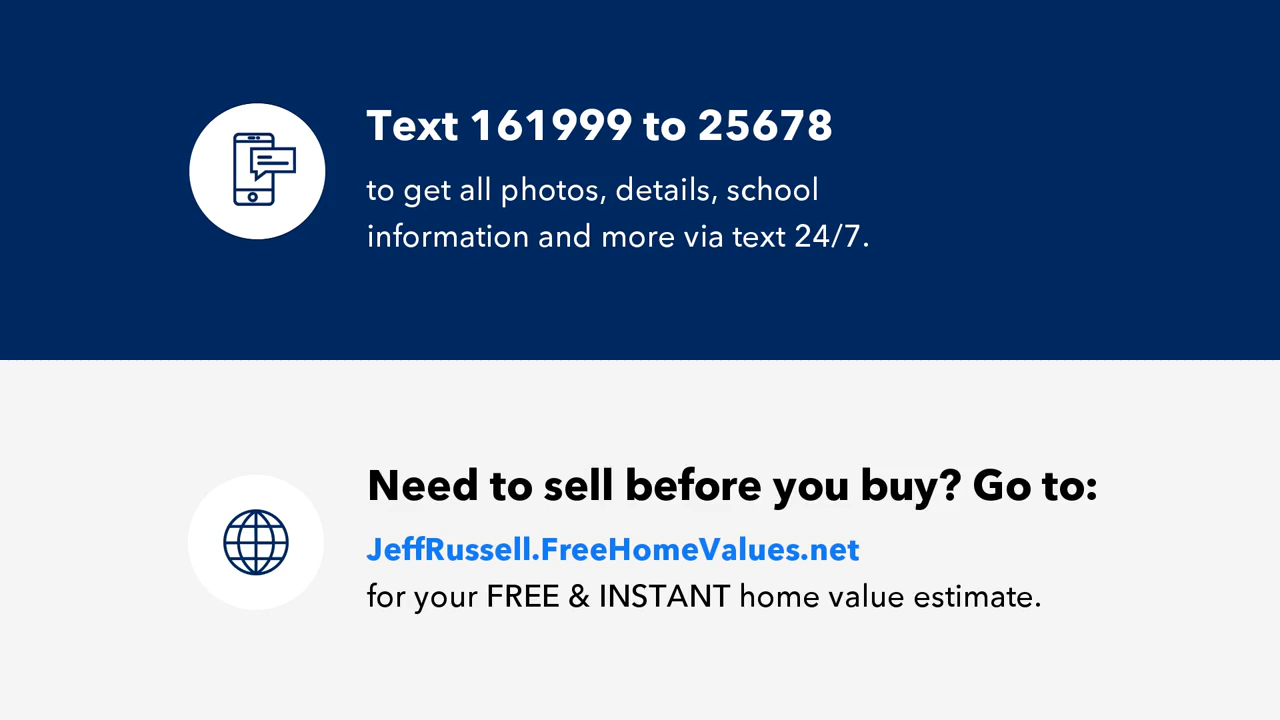 Text 161999 to 25678
to get all photos, details, school
information and more via text 24/7.
Need to sell before you buy? Go to:
JeffRussell.FreeHomeValues.net
for your FREE & INSTANT home value estimate.